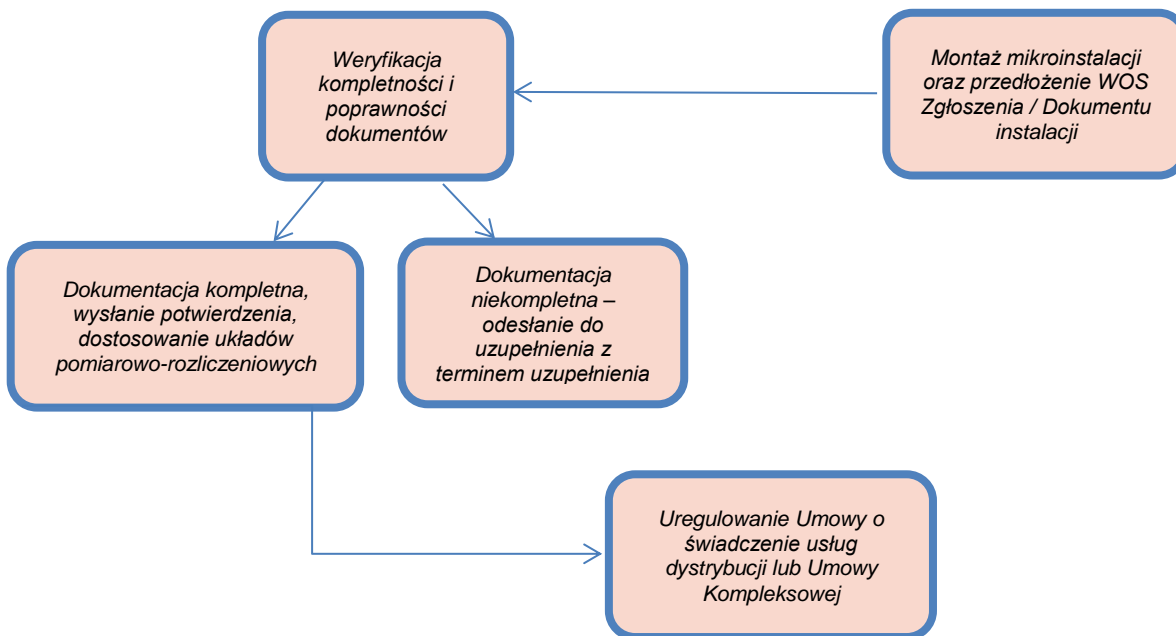 Weryfikacja
kompletności i
poprawności
dokumentów
Montaż mikroinstalacji
oraz przedłożenie WOS
Zgłoszenia / Dokumentu
instalacji
Dokumentacja kompletna,
wysłanie potwierdzenia,
dostosowanie układów
pomiarowo-rozliczeniowych
Dokumentacja
niekompletna –
odesłanie do
uzupełnienia z
terminem uzupełnienia
Uregulowanie Umowy o
świadczenie usług
dystrybucji lub Umowy
Kompleksowej